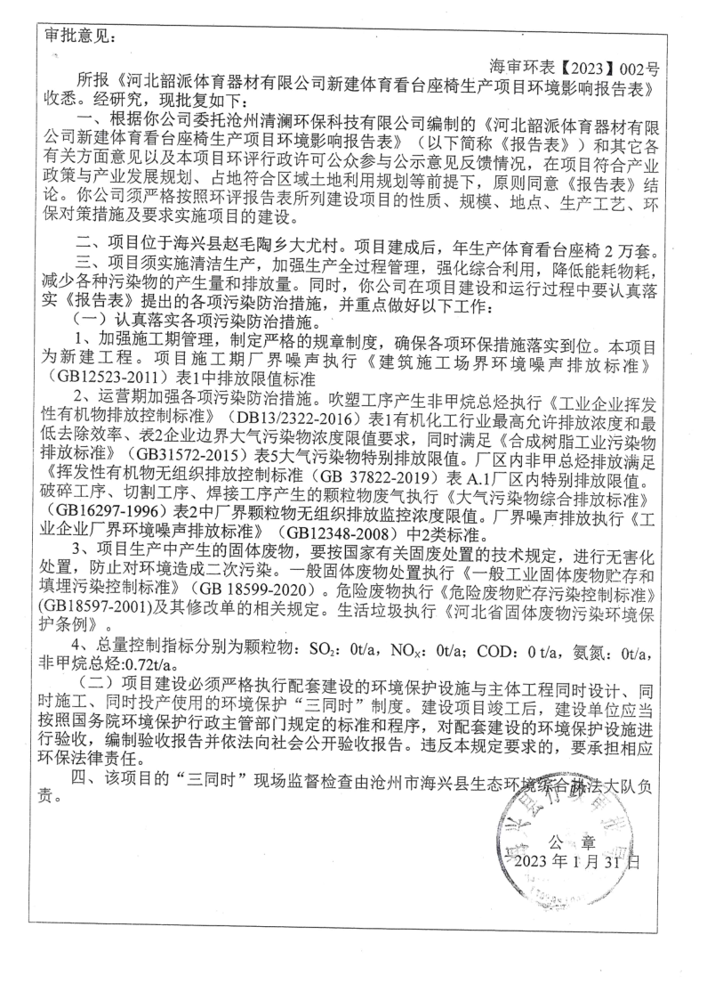 审批意见：
海审环表【2023】002号
所报《河北韶派体育器材有限公司新建体育看台座椅生产项目环境影响报告表》
收悉。经研究，现批复如下：
一、根据你公司委托沧州清澜环保科技有限公司编制的《河北韶派体育器材有限
公司新建体育看台座椅生产项目环境影响报告表》（以下简称《报告表》）和其它各
有关方面意见以及本项目环评行政许可公众参与公示意见反馈情况，在项目符合产业
政策与产业发展规划、占地符合区域土地利用规划等前提下，原则同意《报告表》结
论。你公司须严格按照环评报告表所列建设项目的性质、规模、地点、生产工艺、环
保对策措施及要求实施项目的建设。
二、项目位于海兴县赵毛陶乡大尤村。项目建成后，年生产体育看台座椅 2 万套。
三、项目须实施清洁生产，加强生产全过程管理，强化综合利用，降低能耗物耗，
减少各种污染物的产生量和排放量。同时，你公司在项目建设和运行过程中要认真落
实《报告表》提出的各项污染防治措施，并重点做好以下工作：
（一）认真落实各项污染防治措施。
1、加强施工期管理，制定严格的规章制度，确保各项环保措施落实到位。本项目
为新建工程。项目施工期厂界噪声执行《建筑施工场界环境噪声排放标准》
（GB12523-2011）表1中排放限值标准
2、运营期加强各项污染防治措施。吹塑工序产生非甲烷总烃执行《工业企业挥发
性有机物排放控制标准》（DB13/2322-2016）表1有机化工行业最高允许排放浓度和最
低去除效率、表2企业边界大气污染物浓度限值要求，同时满足《合成树脂工业污染物
排放标准》（GB31572-2015）表5大气污染物特别排放限值。厂区内非甲总烃排放满足
《挥发性有机物无组织排放控制标准（GB 37822-2019）表 A.1厂区内特别排放限值。
破碎工序、切割工序、焊接工序产生的颗粒物废气执行《大气污染物综合排放标准》
（GB16297-1996）表2中厂界颗粒物无组织排放监控浓度限值。厂界噪声排放执行《工
业企业厂界环境噪声排放标准》（GB12348-2008）中2类标准。
3、项目生产中产生的固体废物，要按国家有关固废处置的技术规定，进行无害化
处置，防止对环境造成二次污染。一般固体废物处置执行《一般工业固体废物贮存和
填埋污染控制标准》（GB 18599-2020）。危险废物执行《危险废物贮存污染控制标准》
(GB18597-2001)及其修改单的相关规定。生活垃圾执行《河北省固体废物污染环境保
护条例》。
4、总量控制指标分别为颗粒物：SO₂：0t/a，NOₓ：0t/a；COD：0 t/a，氨氮：0t/a，
非甲烷总烃:0.72t/a。
（二）项目建设必须严格执行配套建设的环境保护设施与主体工程同时设计、同
时施工、同时投产使用的环境保护“三同时”制度。建设项目竣工后，建设单位应当
按照国务院环境保护行政主管部门规定的标准和程序，对配套建设的环境保护设施进
行验收，编制验收报告并依法向社会公开验收报告。违反本规定要求的，要承担相应
环保法律责任。
四、该项目的“三同时”现场监督检查由沧州市海兴县生态环境综合执法大队负
责。
海兴县行政审批局
公 章
2023 年 1 月 31 日